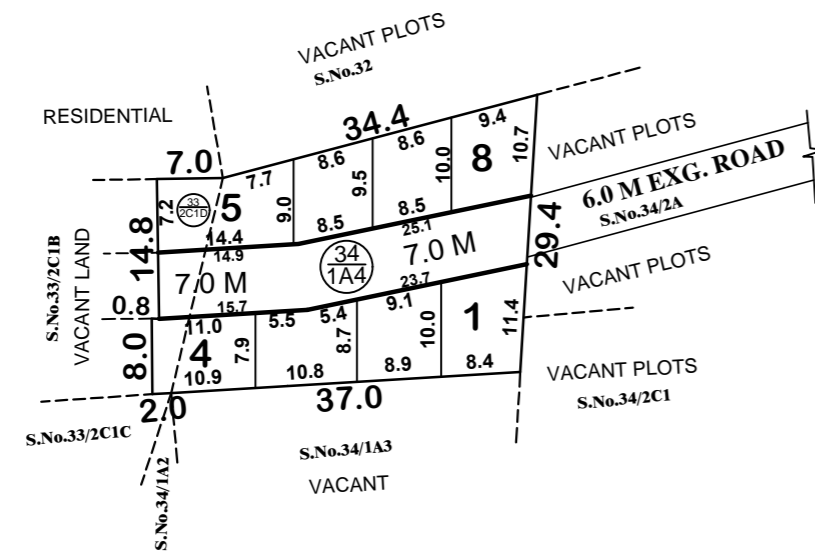 VACANT PLOTS
S.No.32
RESIDENTIAL
34.4
7.0
9.4
8.6
8.6
8
10.7
VACANT PLOTS
7.7
9.5
10.0
6.0 M EXG. ROAD
S.No.34/2A
33
2C1D
5
7.2
9.0
8.5
8.5
25.1
14.4
14.9
14.8
34
1A4
7.0 M
7.0 M
23.7
29.4
VACANT PLOTS
S.No.33/2C1B
VACANT LAND
0.8
15.7
11.0
5.5
5.4
9.1
1
11.4
8.0
4
7.9
8.7
10.0
10.9
10.8
8.9
8.4
VACANT PLOTS
S.No.34/2C1
2.0
37.0
S.No.33/2C1C
S.No.34/1A2
S.No.34/1A3
VACANT